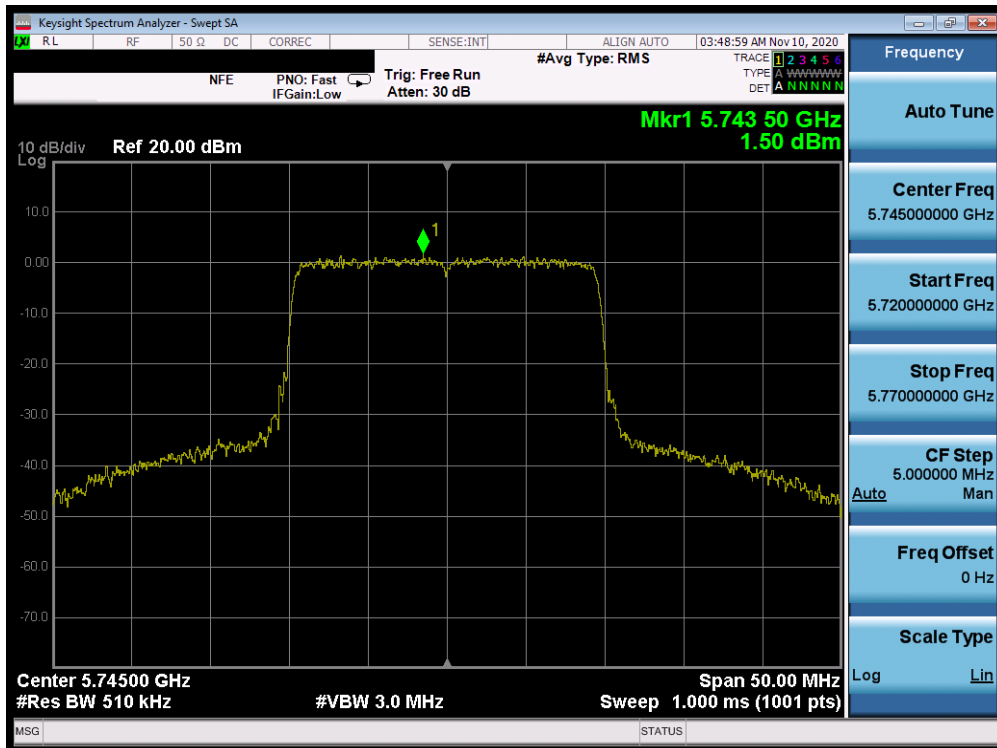 Keysight Spectrum Analyzer - Swept SA
LXI RL RF 50 Ω DC CORREC SENSE:INT ALIGN AUTO 03:48:59 AM Nov 10, 2020
NFE PNO: Fast IFGain:Low Trig: Free Run Atten: 30 dB #Avg Type: RMS
TRACE 1 2 3 4 5 6
TYPE A WWWWW
DET A N N N N N
Mkr1 5.743 50 GHz
1.50 dBm
10 dB/div Ref 20.00 dBm
Log
10.0
1
0.00
-10.0
-20.0
-30.0
-40.0
-50.0
-60.0
-70.0
Center 5.74500 GHz Span 50.00 MHz
#Res BW 510 kHz #VBW 3.0 MHz Sweep 1.000 ms (1001 pts)
MSG STATUS
Frequency
Auto Tune
Center Freq
5.745000000 GHz
Start Freq
5.720000000 GHz
Stop Freq
5.770000000 GHz
CF Step
5.000000 MHz
Auto Man
Freq Offset
0 Hz
Scale Type
Log Lin